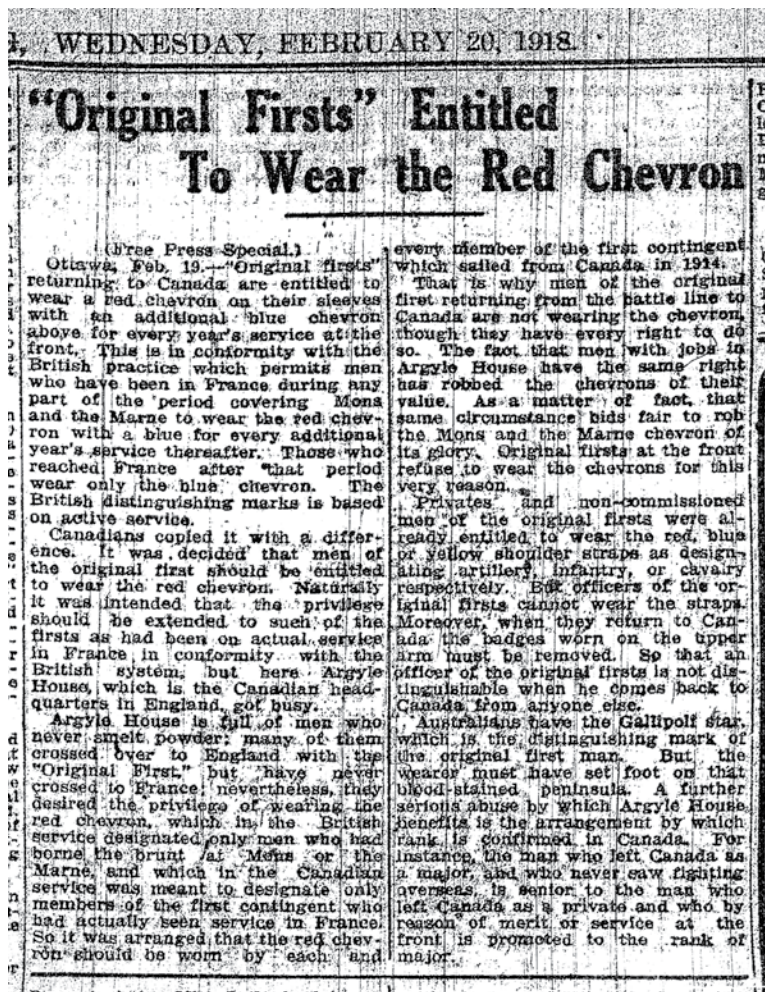 WEDNESDAY, FEBRUARY 20, 1918.
"Original Firsts" Entitled
To Wear the Red Chevron
(Free Press Special.)
Ottawa, Feb. 19.—"Original firsts"
returning to Canada are entitled to
wear a red chevron on their sleeves
with an additional blue chevron
above for every year's service at the
front. This is in conformity with the
British practice which permits men
who have been in France during any
part of the period covering Mons
and the Marne to wear the red chev-
ron with a blue for every additional
year's service thereafter. Those who
reached France after that period
wear only the blue chevron. The
British distinguishing marks is based
on active service.
Canadians copied it with a differ-
ence. It was decided that men of
the original first should be entitled
to wear the red chevron. Naturally
it was intended that the privilege
should be extended to such of the
firsts as had been on actual service
in France in conformity with the
British system, but here Argyle
House, which is the Canadian head-
quarters in England, got busy.
Argyle House is full of men who
never smelt powder; many of them
crossed over to England with the
"Original First," but have never
crossed to France; nevertheless, they
desired the privilege of wearing the
red chevron, which in the British
service designated only men who had
borne the brunt at Mons or the
Marne, and which in the Canadian
service was meant to designate only
members of the first contingent who
had actually seen service in France.
So it was arranged that the red chev-
ron should be worn by each and
every member of the first contingent
which sailed from Canada in 1914.
That is why men of the original
first returning from the battle line to
Canada are not wearing the chevron,
though they have every right to do
so. The fact that men with jobs in
Argyle House have the same right
has robbed the chevrons of their
value. As a matter of fact, that
same circumstance bids fair to rob
the Mons and the Marne chevron of
its glory. Original firsts at the front
refuse to wear the chevrons for this
very reason.
Privates and non-commissioned
men of the original firsts were al-
ready entitled to wear the red, blue
or yellow shoulder straps as design-
ating artillery, infantry, or cavalry
respectively. But officers of the or-
iginal firsts cannot wear the straps.
Moreover, when they return to Can-
ada the badges worn on the upper
arm must be removed. So that an
officer of the original firsts is not dis-
tinguishable when he comes back to
Canada from anyone else.
Australians have the Gallipoli star,
which is the distinguishing mark of
the original first man. But the
wearer must have set foot on that
blood-stained peninsula. A further
serious abuse by which Argyle House
benefits is the arrangement by which
rank is confirmed in Canada. For
instance, the man who left Canada as
a major, and who never saw fighting
overseas, is senior to the man who
left Canada as a private and who by
reason of merit or service at the
front is promoted to the rank of
major.